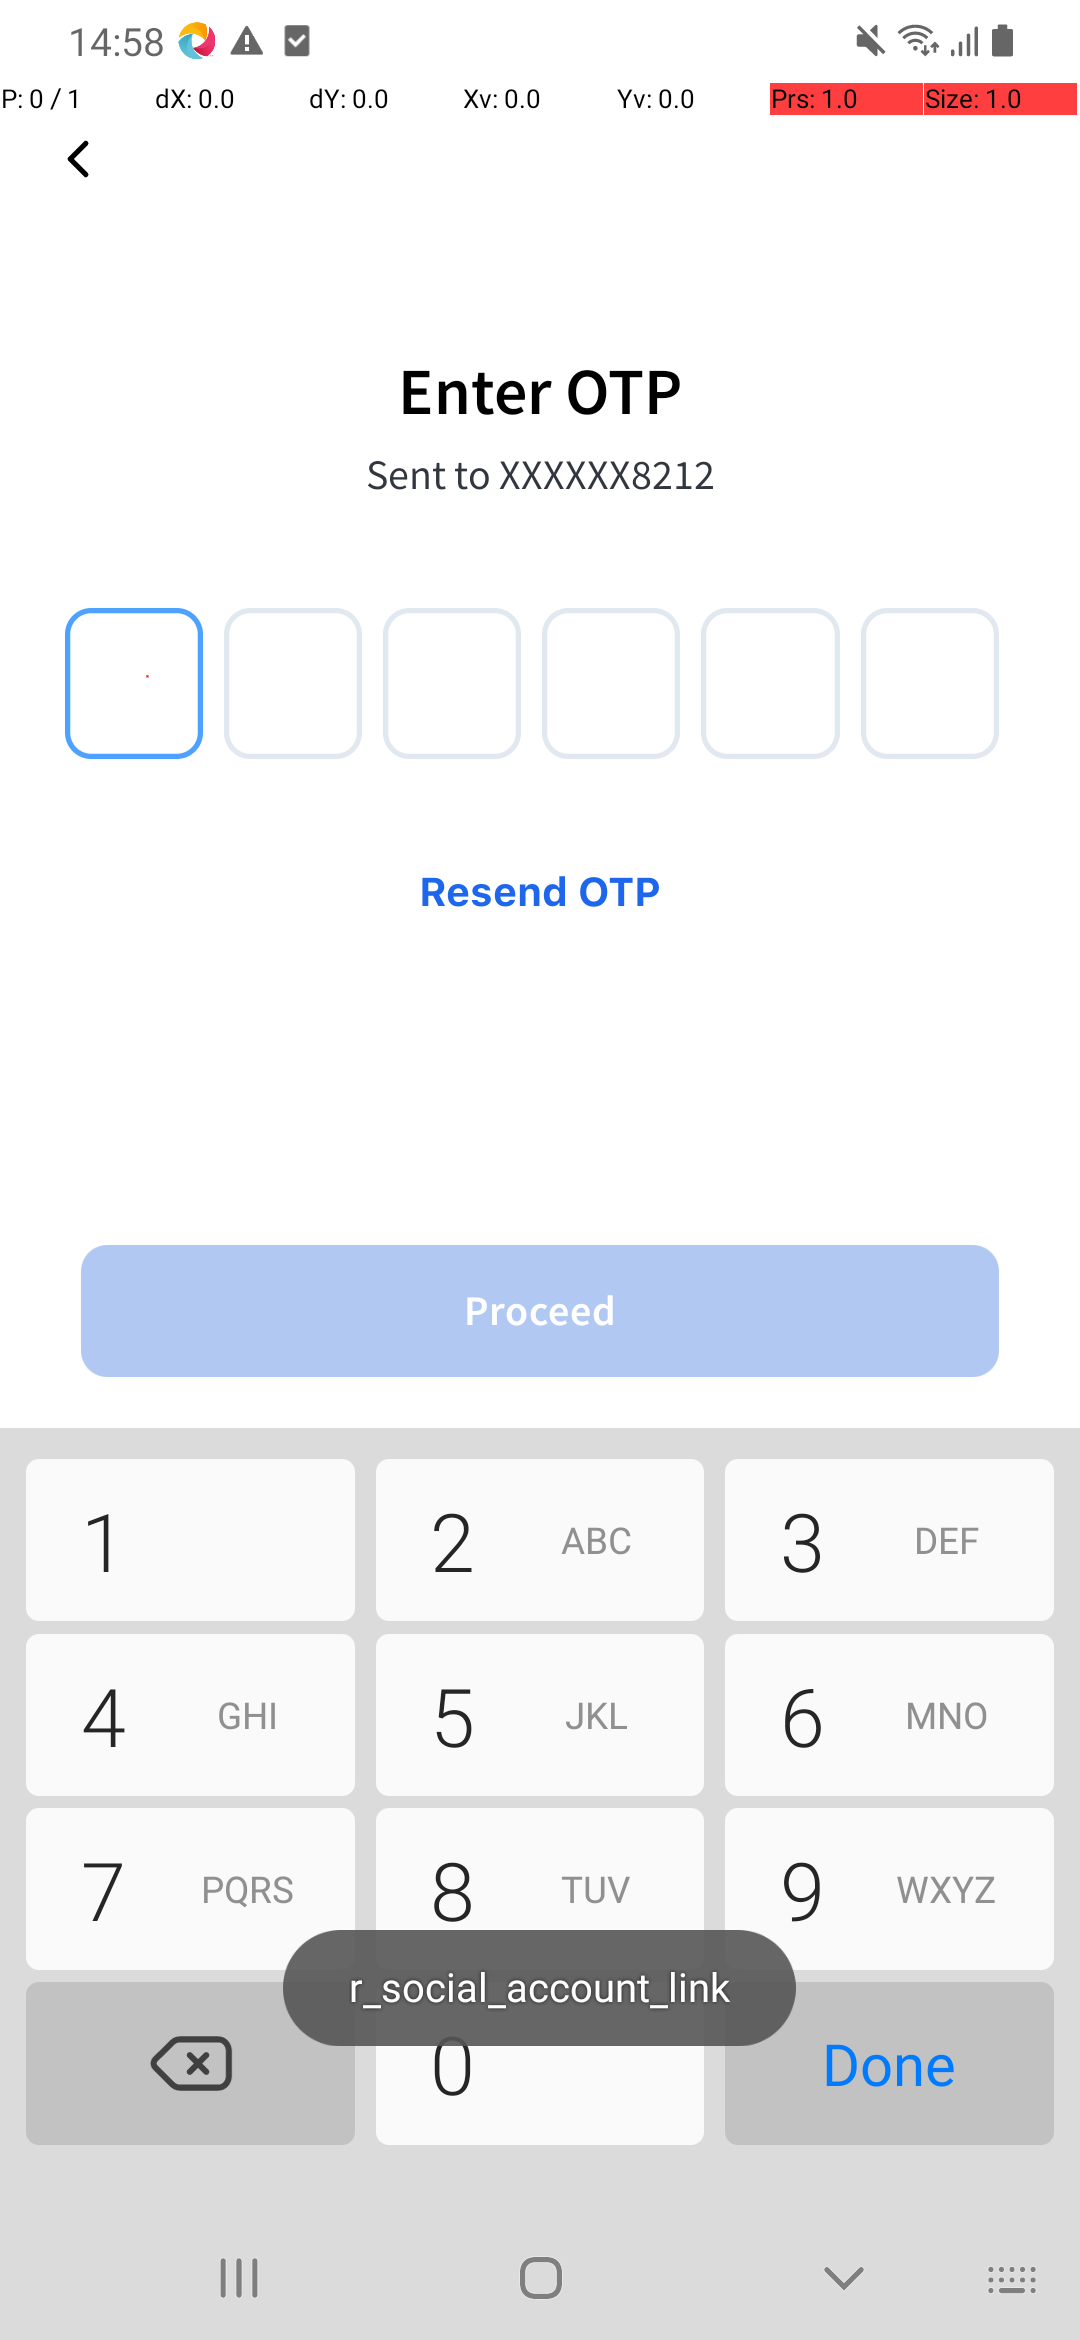 14:58
P: 0 / 1 dX: 0.0 dY: 0.0 Xv: 0.0 Yv: 0.0 Prs: 1.0 Size: 1.0
Enter OTP
Sent to XXXXXX8212
Resend OTP
Proceed
1 2 ABC 3 DEF
4 GHI 5 JKL 6 MNO
7 PQRS 8 TUV 9 WXYZ
r_social_account_link
0 Done